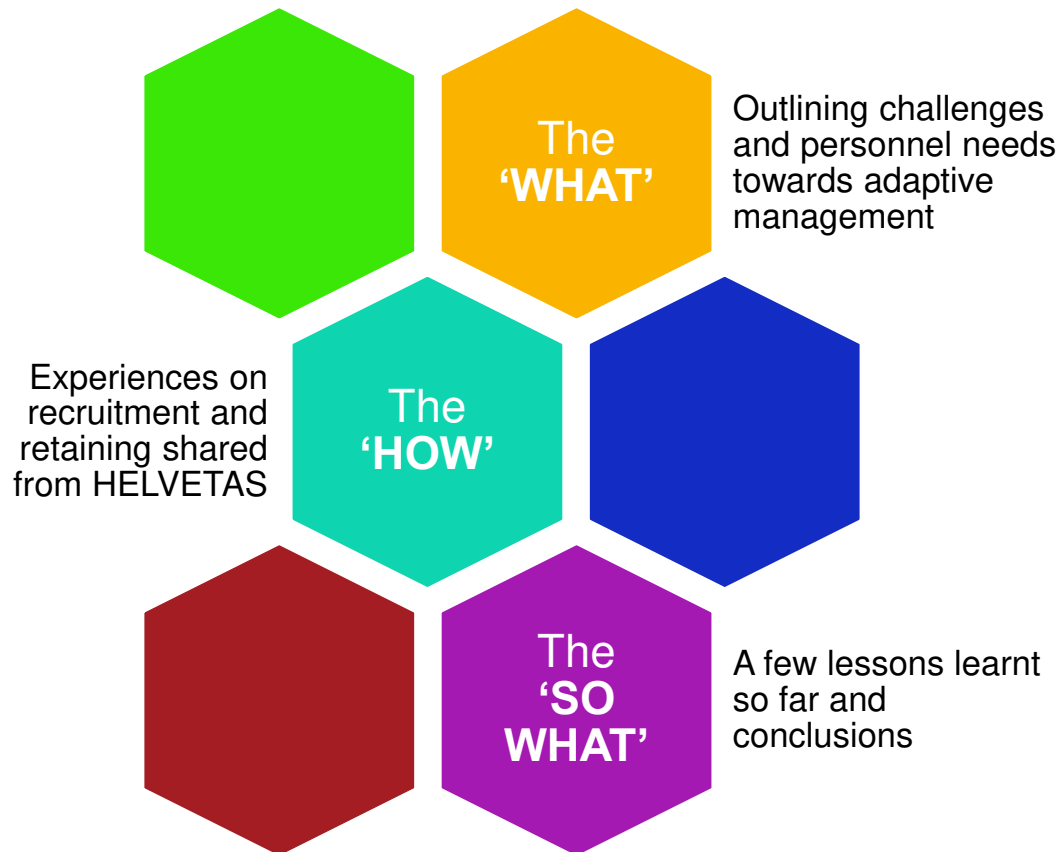 The
‘WHAT’
Outlining challenges
and personnel needs
towards adaptive
management
Experiences on
recruitment and
retaining shared
from HELVETAS
The
‘HOW’
The
‘SO
WHAT’
A few lessons learnt
so far and
conclusions